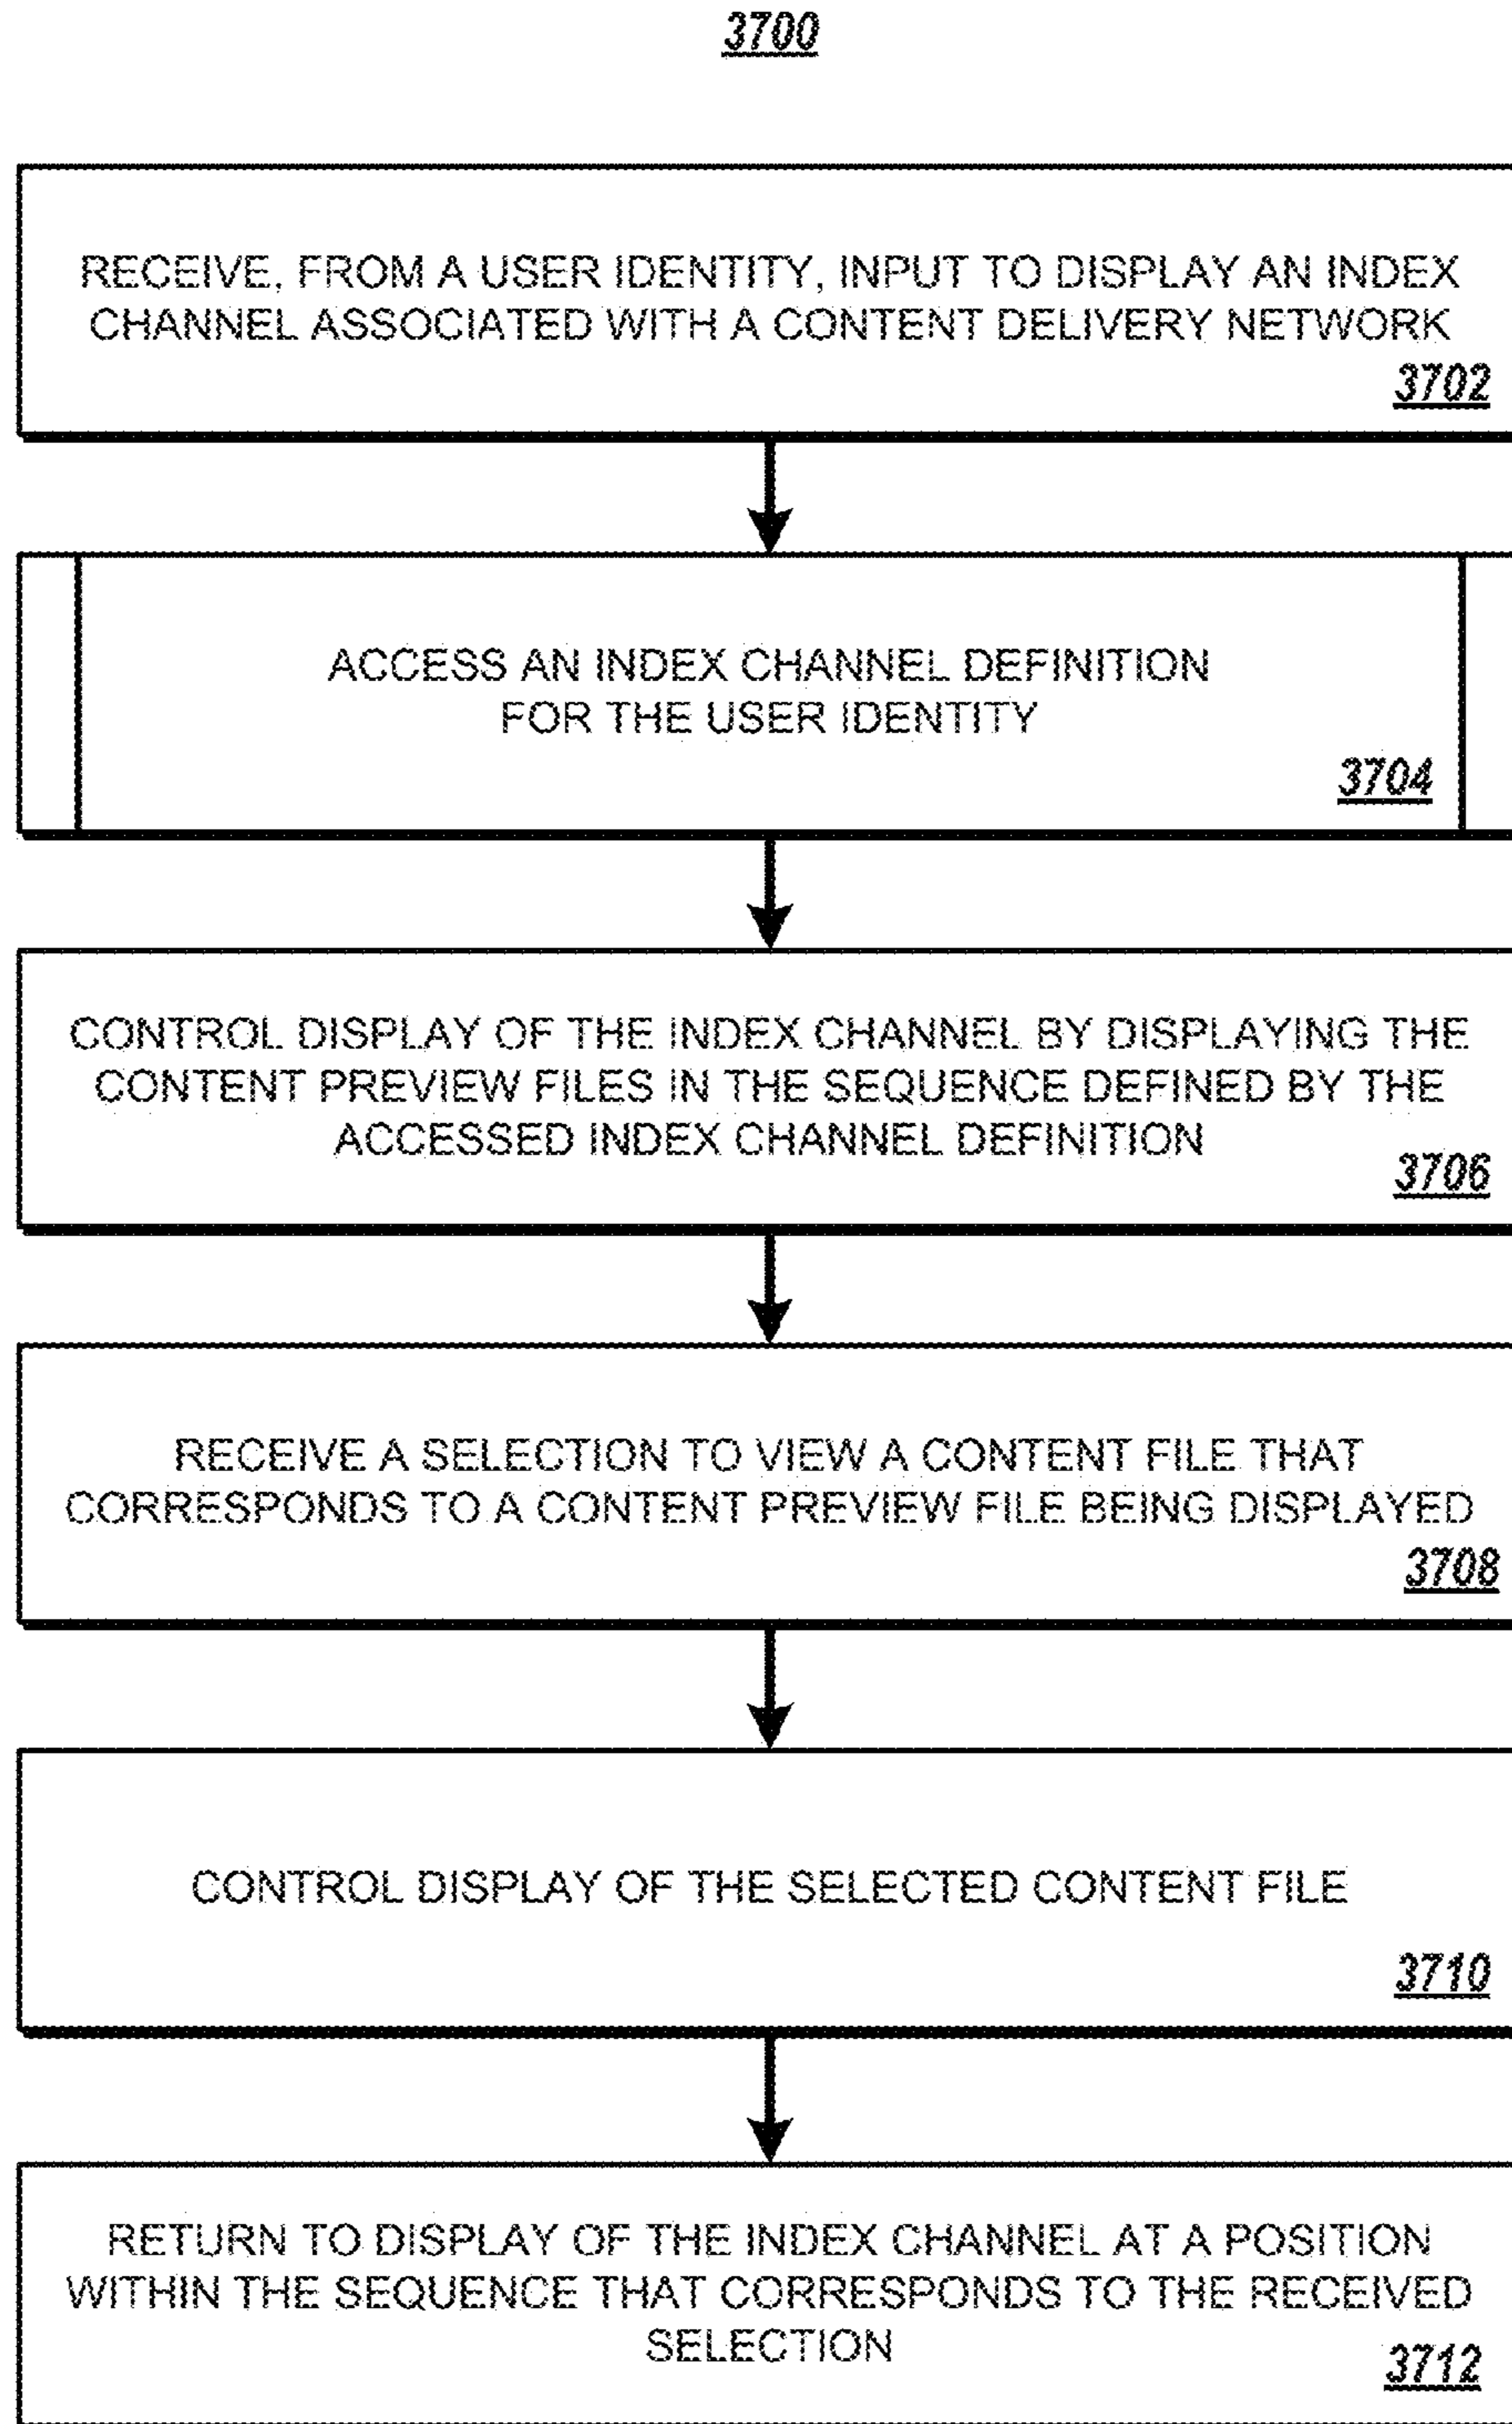 3700
RECEIVE, FROM A USER IDENTITY, INPUT TO DISPLAY AN INDEX
CHANNEL ASSOCIATED WITH A CONTENT DELIVERY NETWORK
3702
ACCESS AN INDEX CHANNEL DEFINITION
FOR THE USER IDENTITY
3704
CONTROL DISPLAY OF THE INDEX CHANNEL BY DISPLAYING THE
CONTENT PREVIEW FILES IN THE SEQUENCE DEFINED BY THE
ACCESSED INDEX CHANNEL DEFINITION
3706
RECEIVE A SELECTION TO VIEW A CONTENT FILE THAT
CORRESPONDS TO A CONTENT PREVIEW FILE BEING DISPLAYED
3708
CONTROL DISPLAY OF THE SELECTED CONTENT FILE
3710
RETURN TO DISPLAY OF THE INDEX CHANNEL AT A POSITION
WITHIN THE SEQUENCE THAT CORRESPONDS TO THE RECEIVED
SELECTION
3712